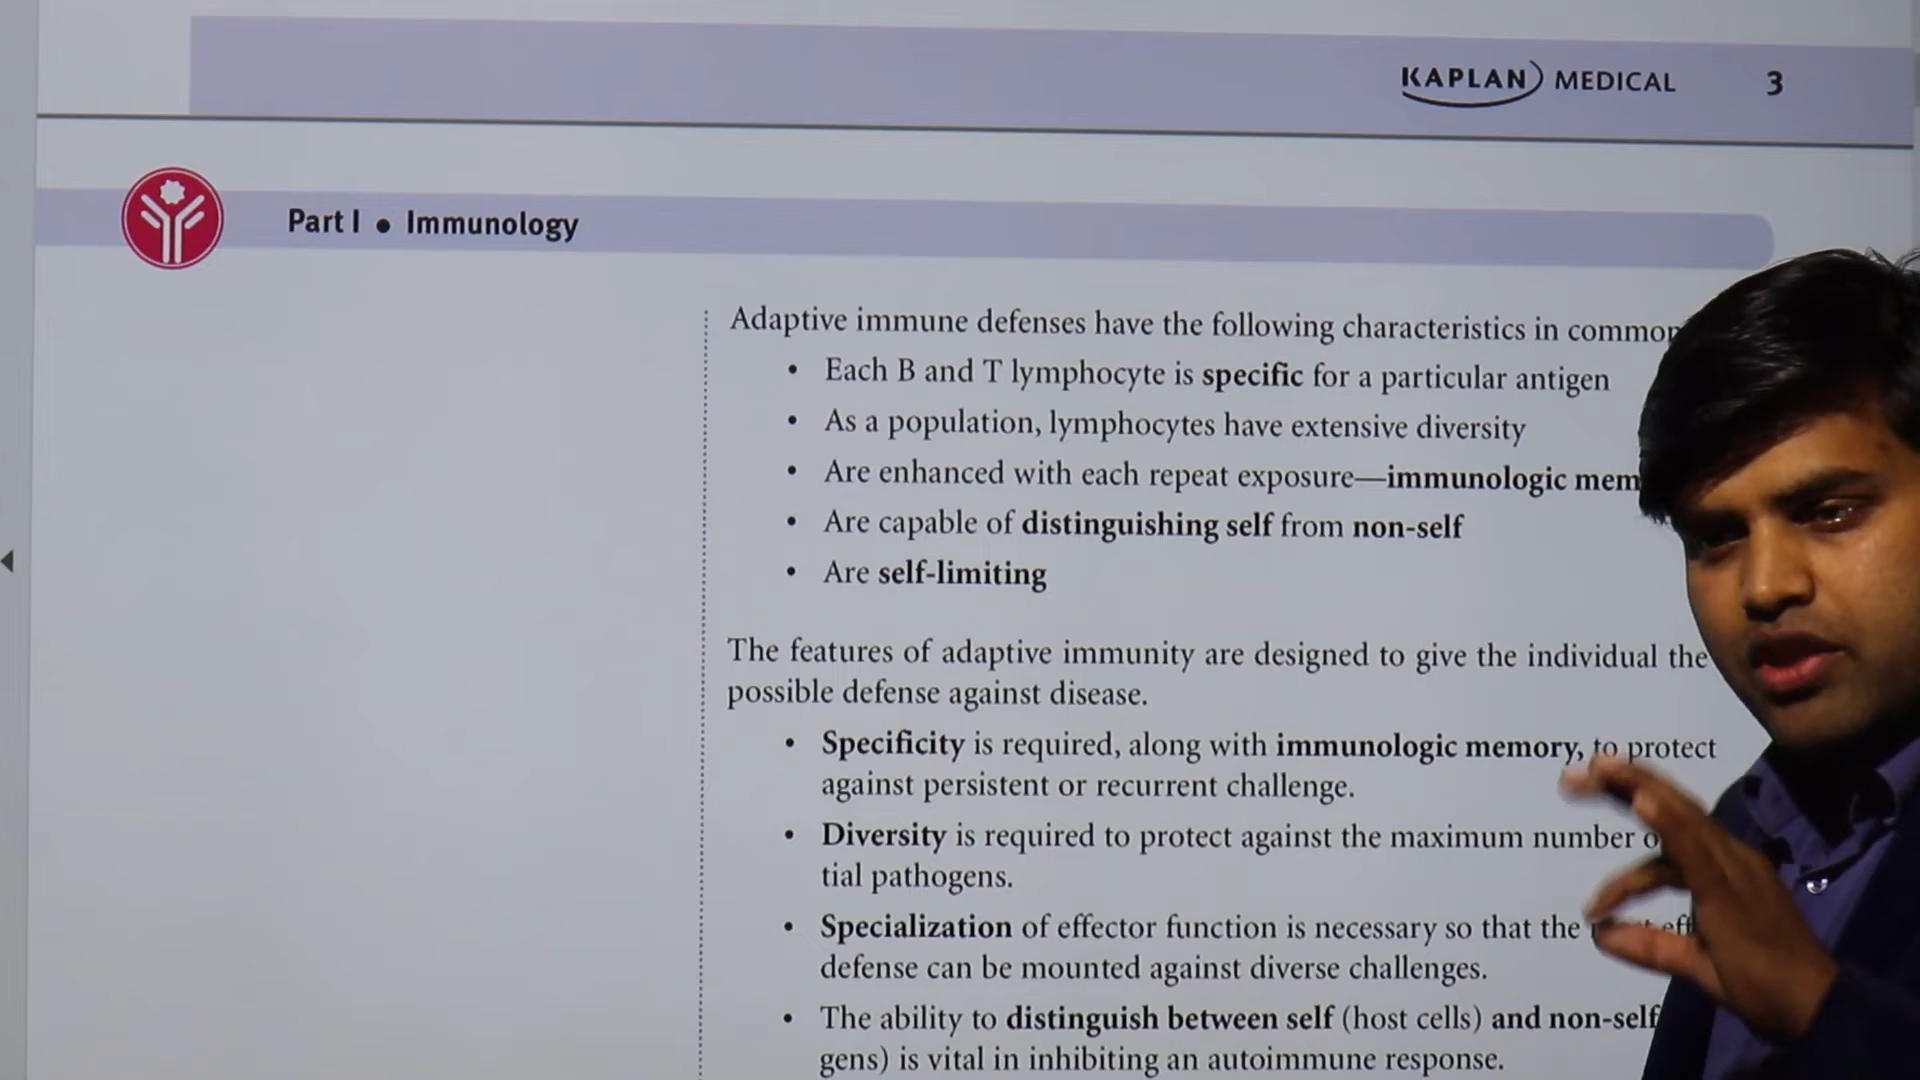 KAPLAN MEDICAL 3
Part I • Immunology
Adaptive immune defenses have the following characteristics in common
• Each B and T lymphocyte is specific for a particular antigen
• As a population, lymphocytes have extensive diversity
• Are enhanced with each repeat exposure—immunologic mem
• Are capable of distinguishing self from non-self
• Are self-limiting
The features of adaptive immunity are designed to give the individual the
possible defense against disease.
• Specificity is required, along with immunologic memory, to protect
against persistent or recurrent challenge.
• Diversity is required to protect against the maximum number
tial pathogens.
• Specialization of effector function is necessary so that the
defense can be mounted against diverse challenges.
• The ability to distinguish between self (host cells) and non-self
gens) is vital in inhibiting an autoimmune response.